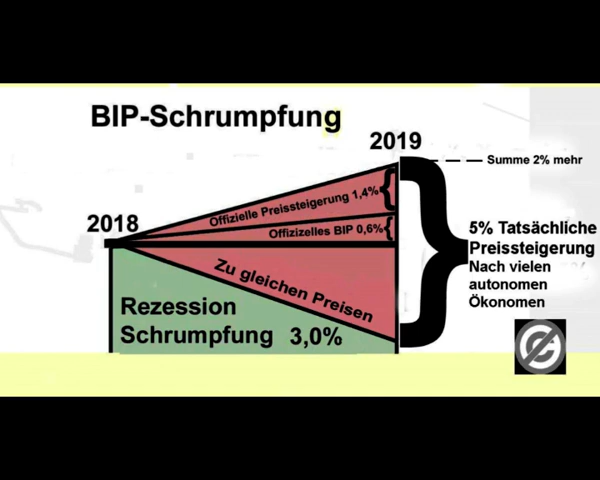 BIP-Schrumpfung
2019
Summe 2% mehr
2018
Offizielle Preissteigerung 1,4%
Offizizelles BIP 0,6%
5% Tatsächliche
Preissteigerung
Nach vielen
autonomen
Ökonomen
Zu gleichen Preisen
Rezession
Schrumpfung 3,0%